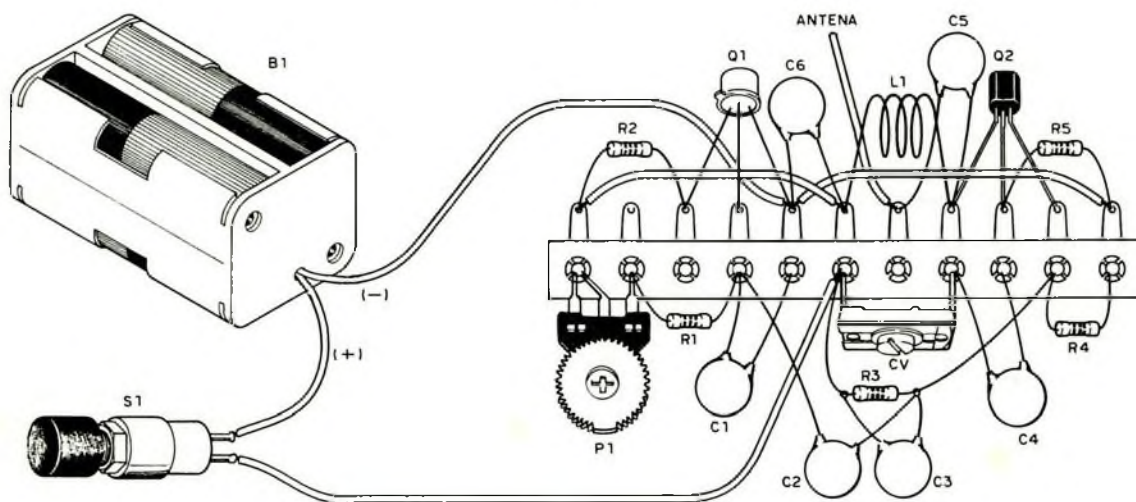 B1
ANTENA
C5
Q1
C6
L1
Q2
R2
R5
(-)
(+)
R1
CV
R4
S1
P1
C1
R3
C2
C3
C4